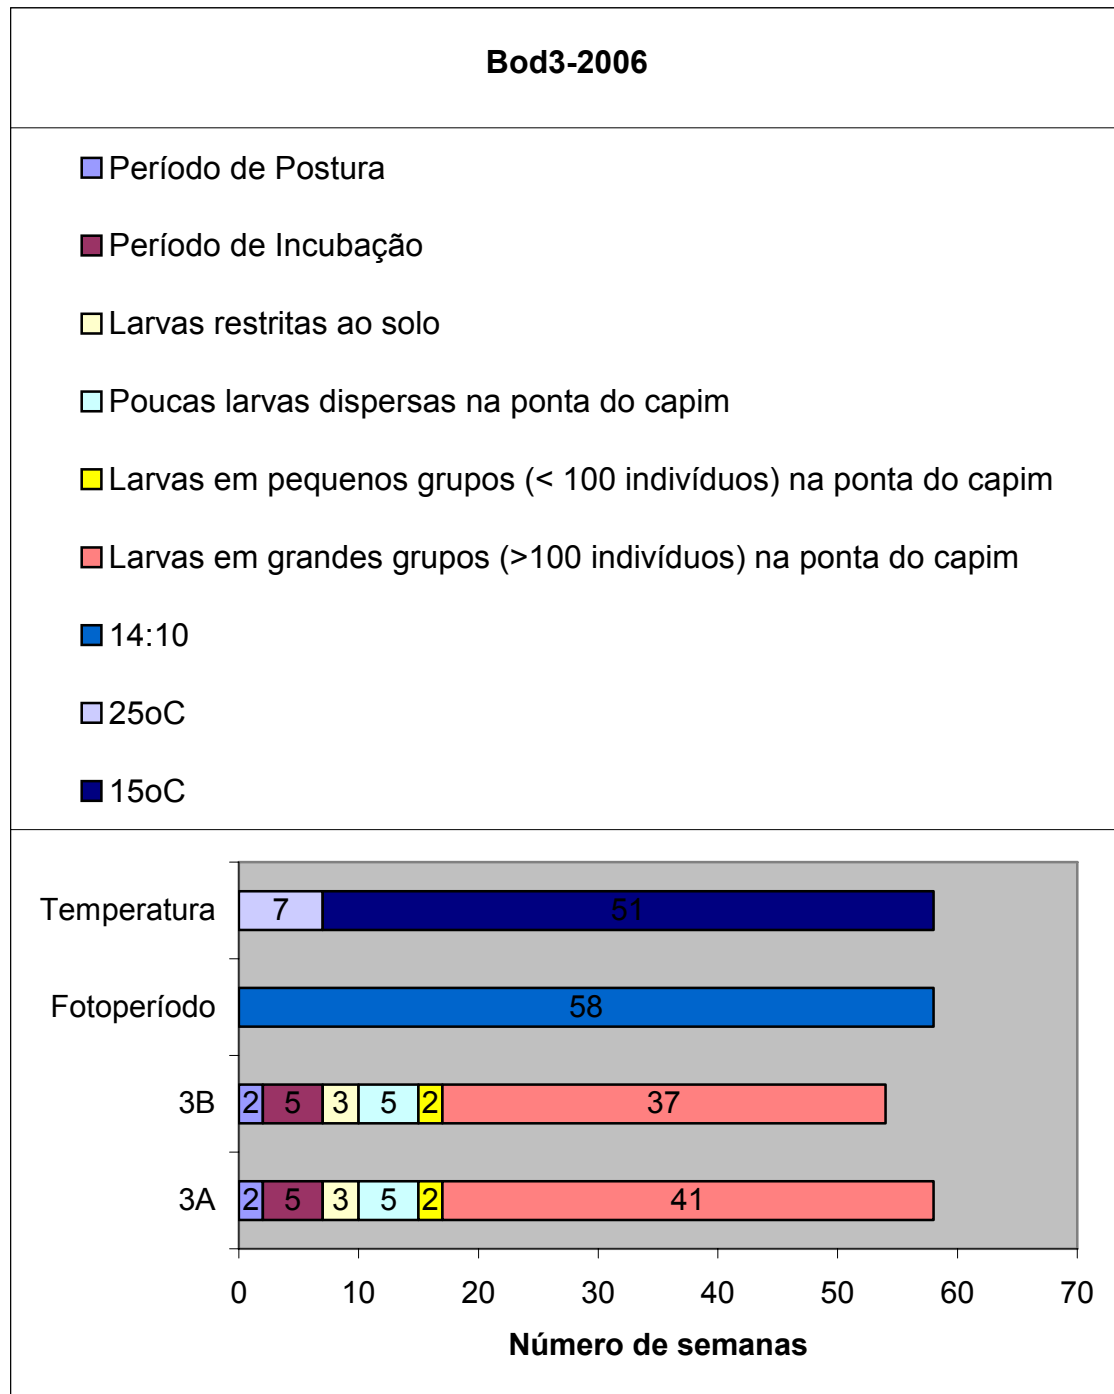 Bod3-2006
Período de Postura
Período de Incubação
Larvas restritas ao solo
Poucas larvas dispersas na ponta do capim
Larvas em pequenos grupos (< 100 indivíduos) na ponta do capim
Larvas em grandes grupos (>100 indivíduos) na ponta do capim
14:10
25oC
15oC
Temperatura 7 51
Fotoperíodo 58
3B 2 5 3 5 2 37
3A 2 5 3 5 2 41
0 10 20 30 40 50 60 70
Número de semanas